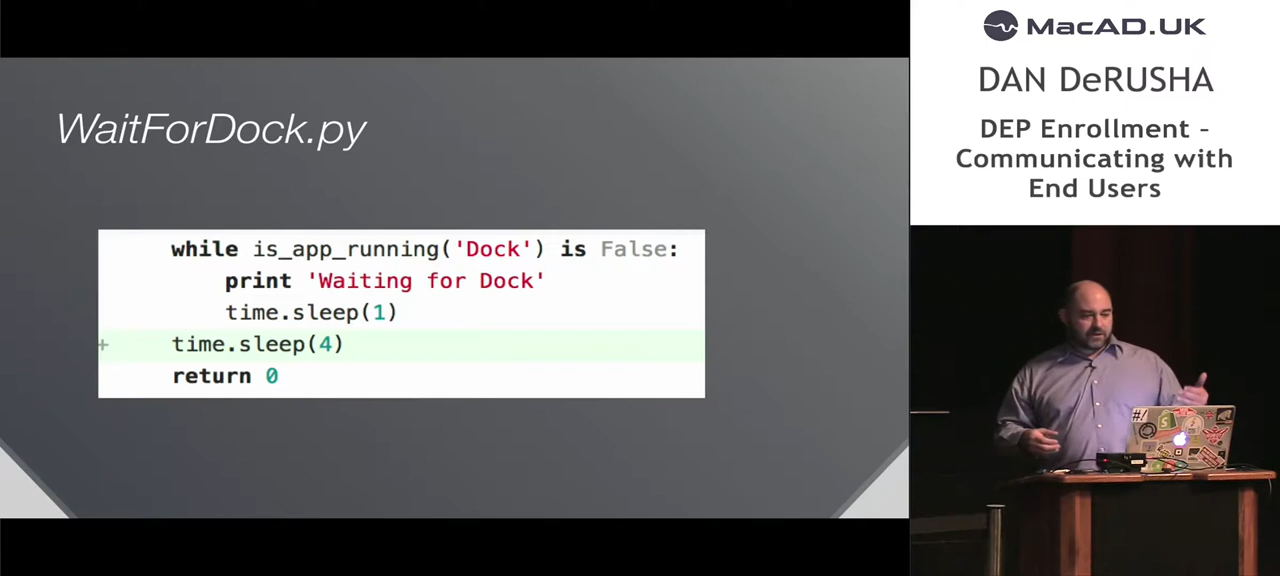 WaitForDock.py
while is_app_running('Dock') is False:
print 'Waiting for Dock'
time.sleep(1)
+ time.sleep(4)
return 0
MacAD.UK
DAN DeRUSHA
DEP Enrollment –
Communicating with
End Users
#!